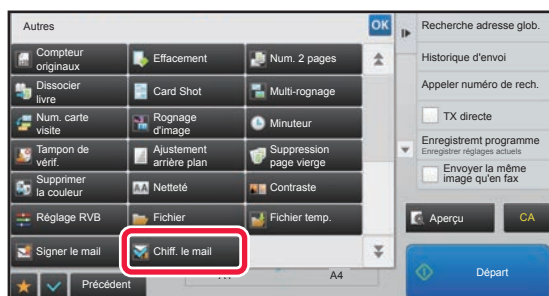 Autres
OK
Compteur
originaux
Effacement
Num. 2 pages
Dissocier
livre
Card Shot
Multi-rognage
Num. carte
visite
Rognage
d'image
Minuteur
Tampon de
vérif.
Ajustement
arrière plan
Suppression
page vierge
Supprimer
la couleur
AA Netteté
Contraste
Réglage RVB
Fichier
Fichier temp.
Signer le mail
Chiff. le mail
Précédent
A4
Recherche adresse glob.
Historique d'envoi
Appeler numéro de rech.
TX directe
Enregistremt programme
Enregistrer réglages actuels
Envoyer la même
image qu'en fax
Aperçu
CA
Départ